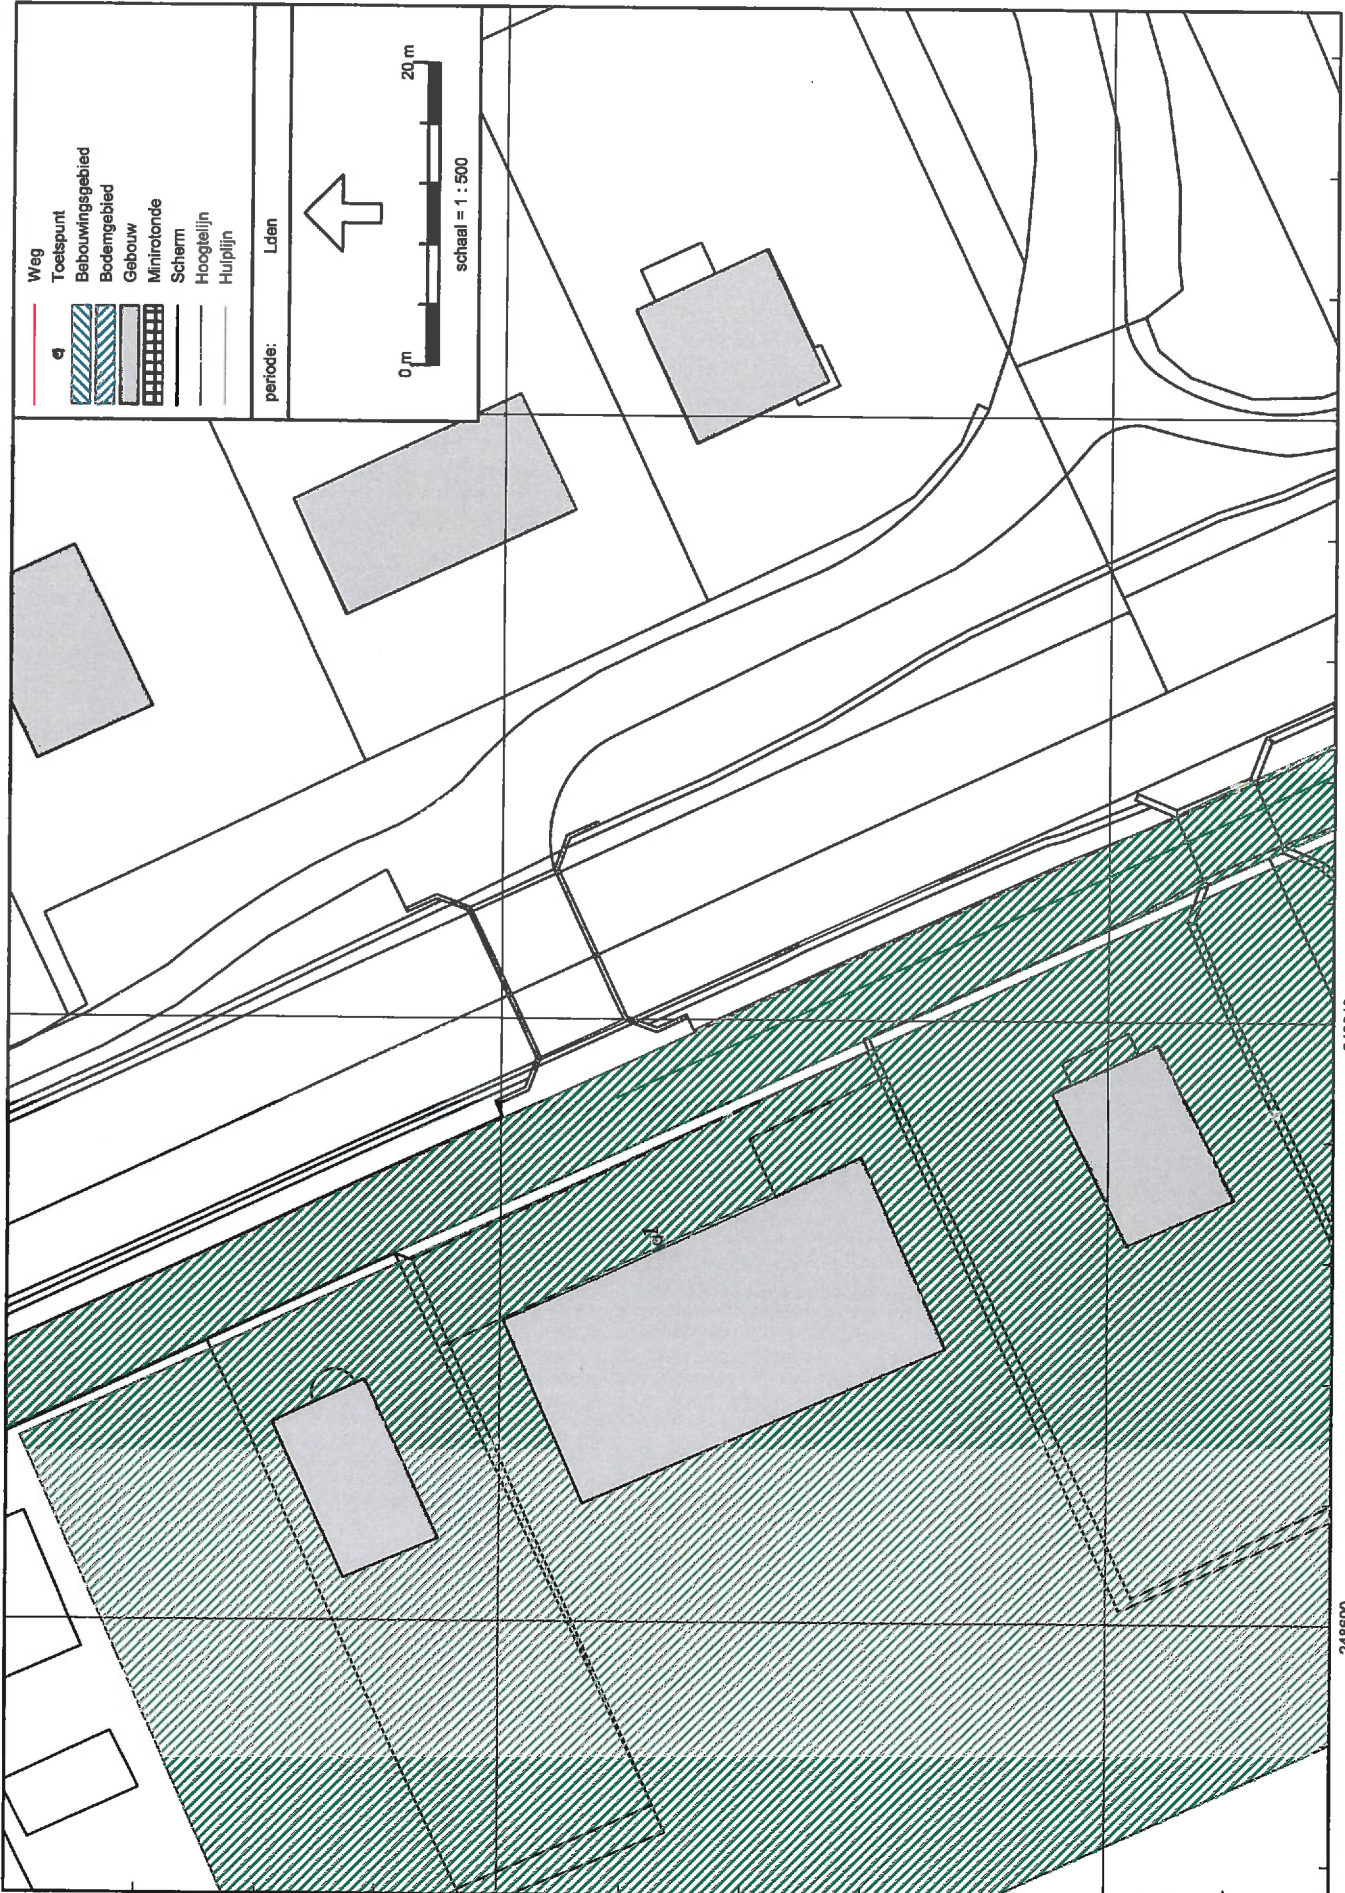 Weg
Toetspunt
Bebouwingsgebied
Bodemgebied
Gebouw
Minirotonde
Scherm
Hoogtelijn
Hulplijn
periode: Lden
0 m 20 m
schaal = 1 : 500